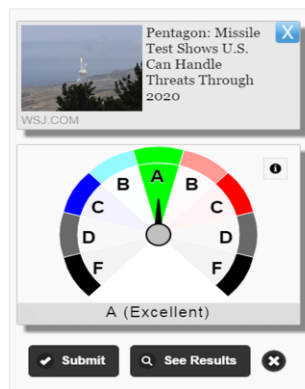 Pentagon: Missile
Test Shows U.S.
Can Handle
Threats Through
2020
X
WSJ.COM
A
B
B
C
C
D
D
F
F
i
A (Excellent)
Submit
See Results